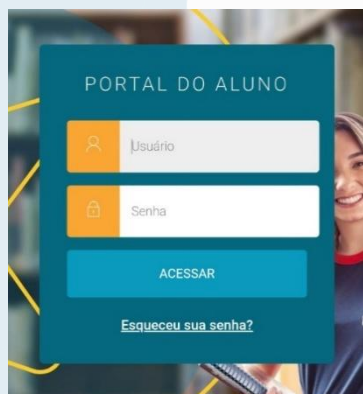 PORTAL DO ALUNO
Usuário
Senha
ACESSAR
Esqueceu sua senha?